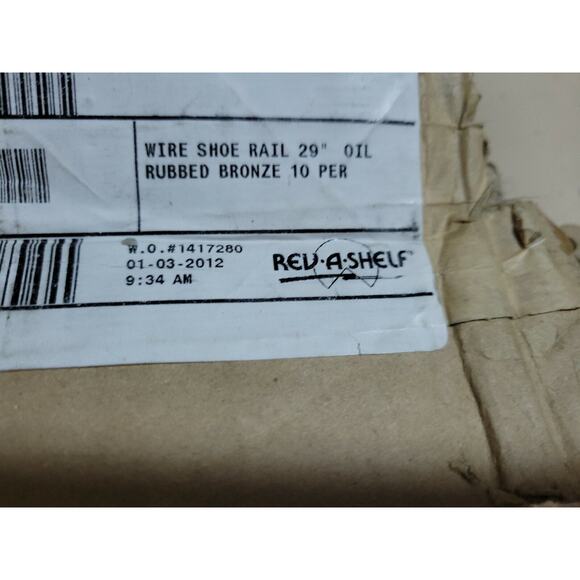 WIRE SHOE RAIL 29" OIL
RUBBED BRONZE 10 PER
W.O.#1417280
01-03-2012
9:34 AM
REV·A·SHELF